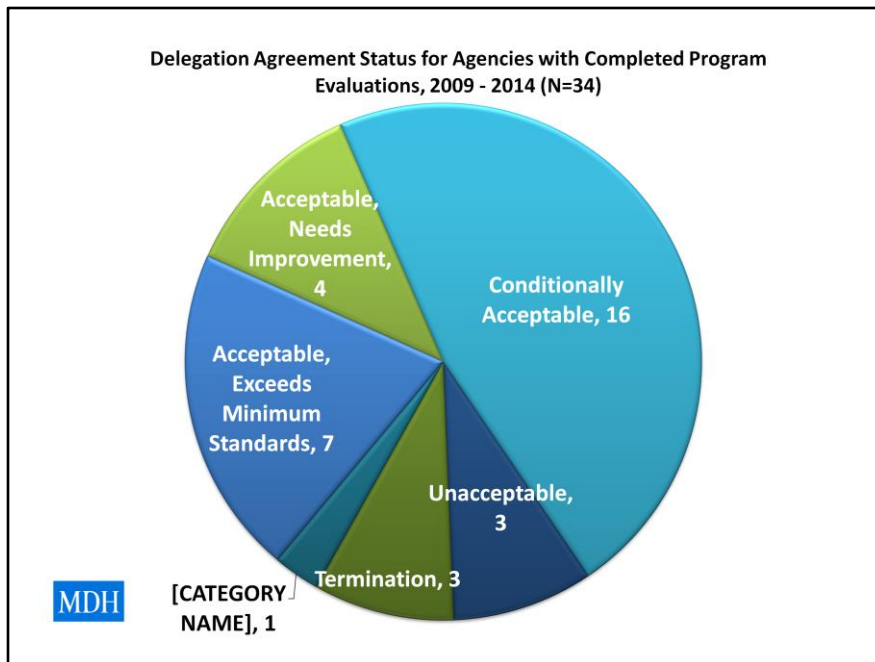 Delegation Agreement Status for Agencies with Completed Program
Evaluations, 2009 - 2014 (N=34)
Acceptable,
Needs
Improvement,
4
Conditionally
Acceptable, 16
Acceptable,
Exceeds
Minimum
Standards, 7
Unacceptable,
3
Termination, 3
[CATEGORY
NAME], 1
MDH